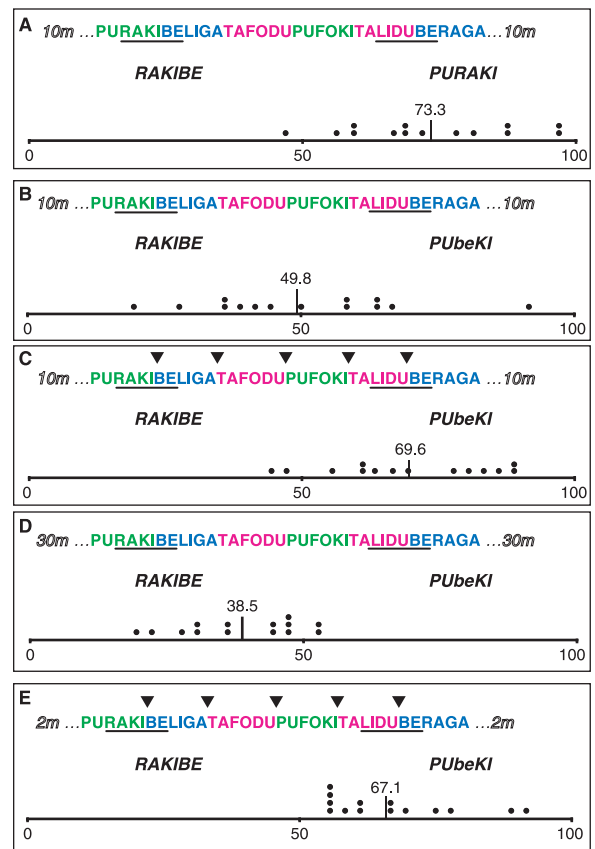 A
10m ...PURAKIBELIGATAFODUPUFOKITALIDUBERAGA...10m
RAKIBE PURAKI
73.3
0 50 100
B
10m ...PURAKIBELIGATAFODUPUFOKITALIDUBERAGA ...10m
RAKIBE PUbeKI
49.8
0 50 100
C
10m ...PURAKIBELIGATAFODUPUFOKITALIDUBERAGA ...10m
RAKIBE PUbeKI
69.6
0 50 100
D
30m ...PURAKIBELIGATAFODUPUFOKITALIDUBERAGA ...30m
RAKIBE PUbeKI
38.5
0 50 100
E
2m ...PURAKIBELIGATAFODUPUFOKITALIDUBERAGA ...2m
RAKIBE PUbeKI
67.1
0 50 100